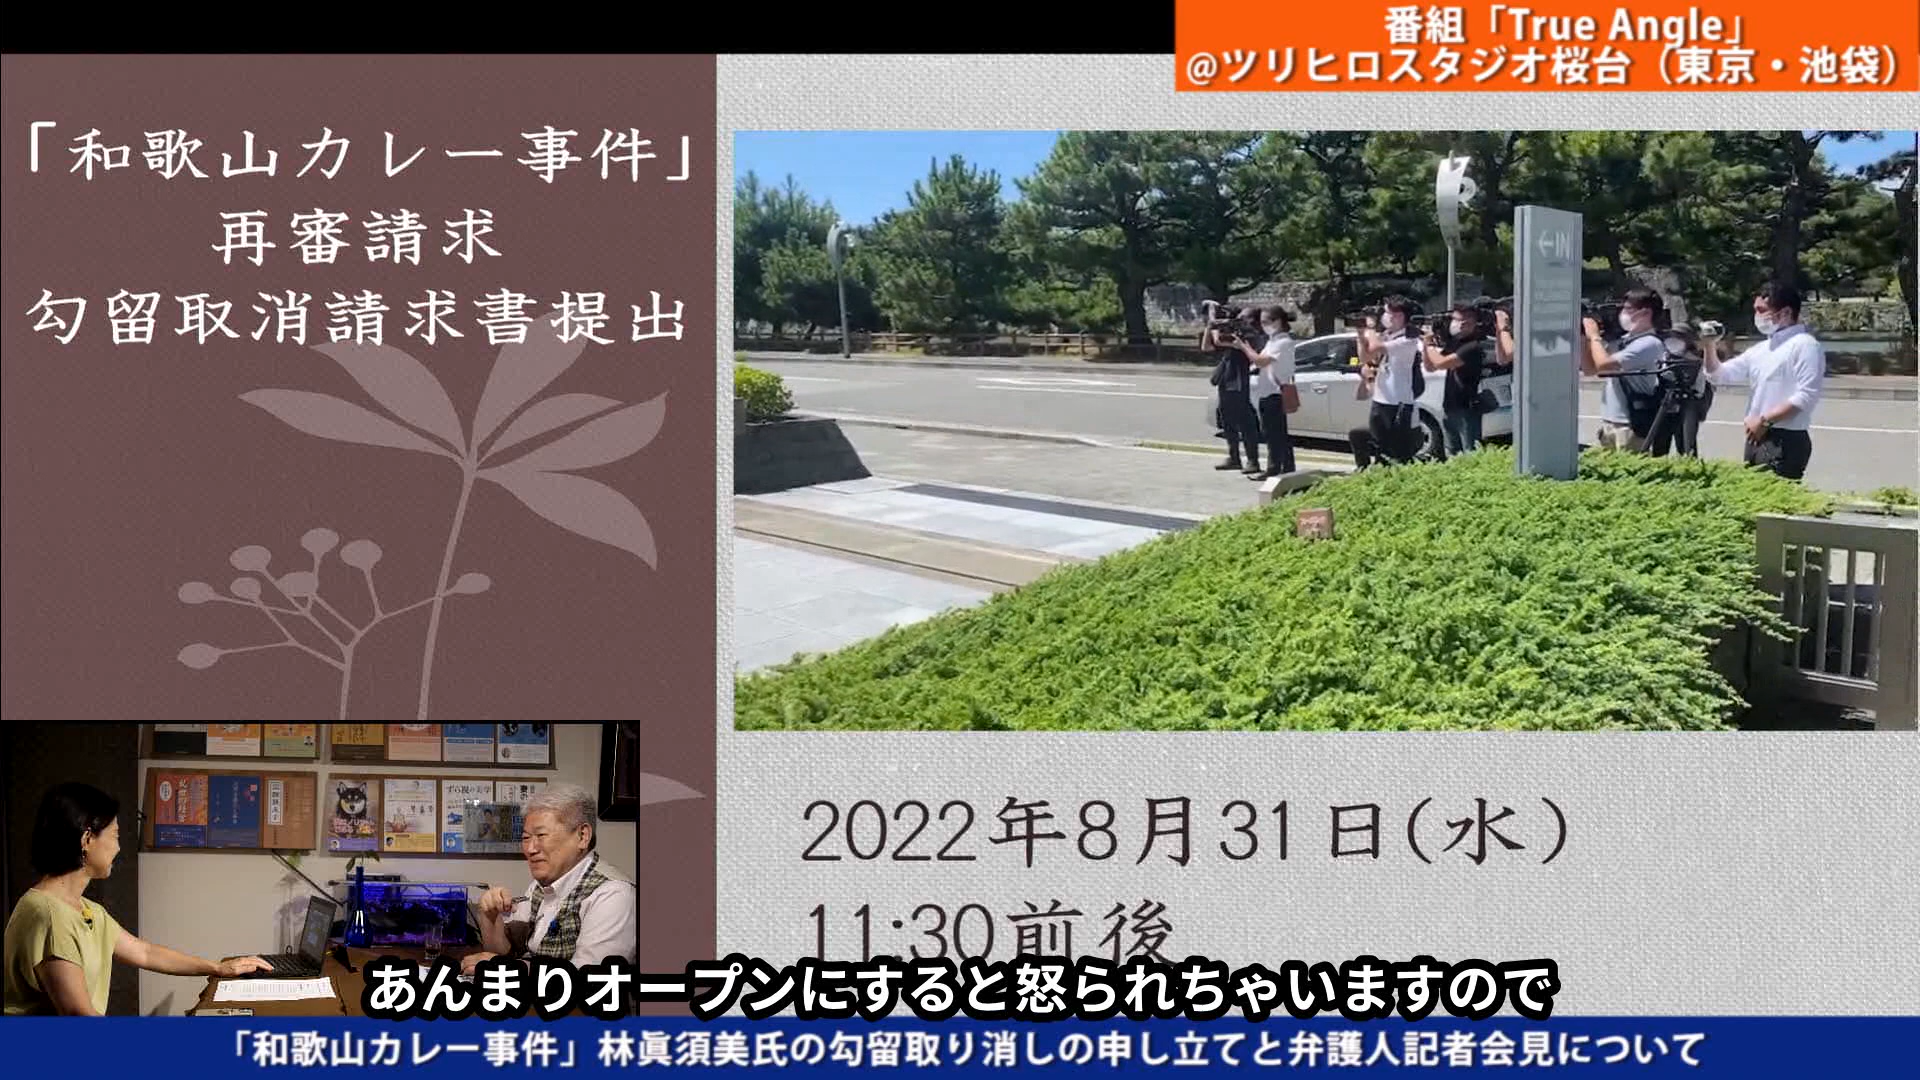 番組「True Angle」
@ツリヒロスタジオ桜台（東京・池袋）
「和歌山カレー事件」
再審請求
勾留取消請求書提出
←IN
2022年8月31日(水)
11:30前後
あんまりオープンにすると怒られちゃいますので
「和歌山カレー事件」林眞須美氏の勾留取り消しの申し立てと弁護人記者会見について